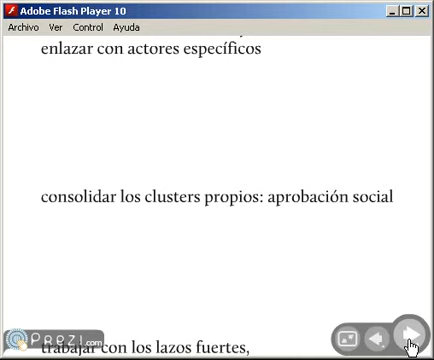 Adobe Flash Player 10
Archivo Ver Control Ayuda
enlazar con actores específicos
consolidar los clusters propios: aprobación social
trabajar con los lazos fuertes,
Prezi.com